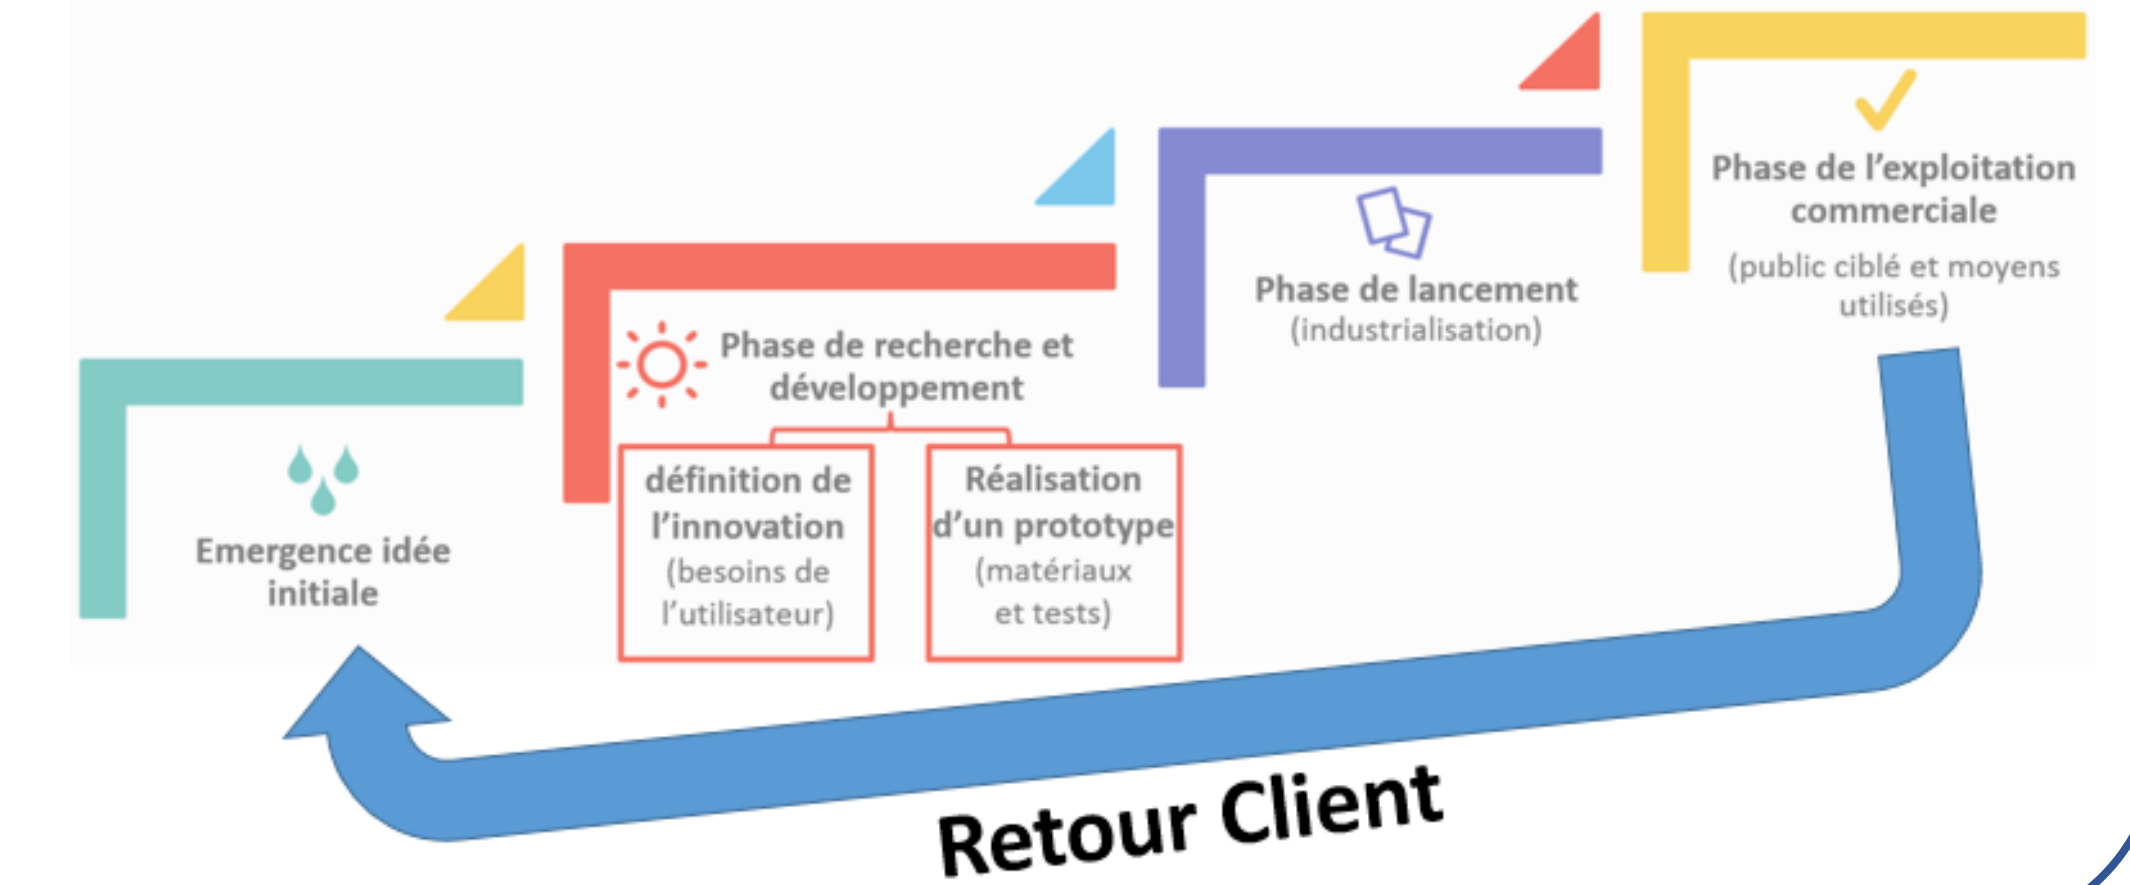 Emergence idée
initiale
Phase de recherche et
développement
définition de
l'innovation
(besoins de
l'utilisateur)
Réalisation
d'un prototype
(matériaux
et tests)
Phase de lancement
(industrialisation)
Phase de l'exploitation
commerciale
(public ciblé et moyens
utilisés)
Retour Client